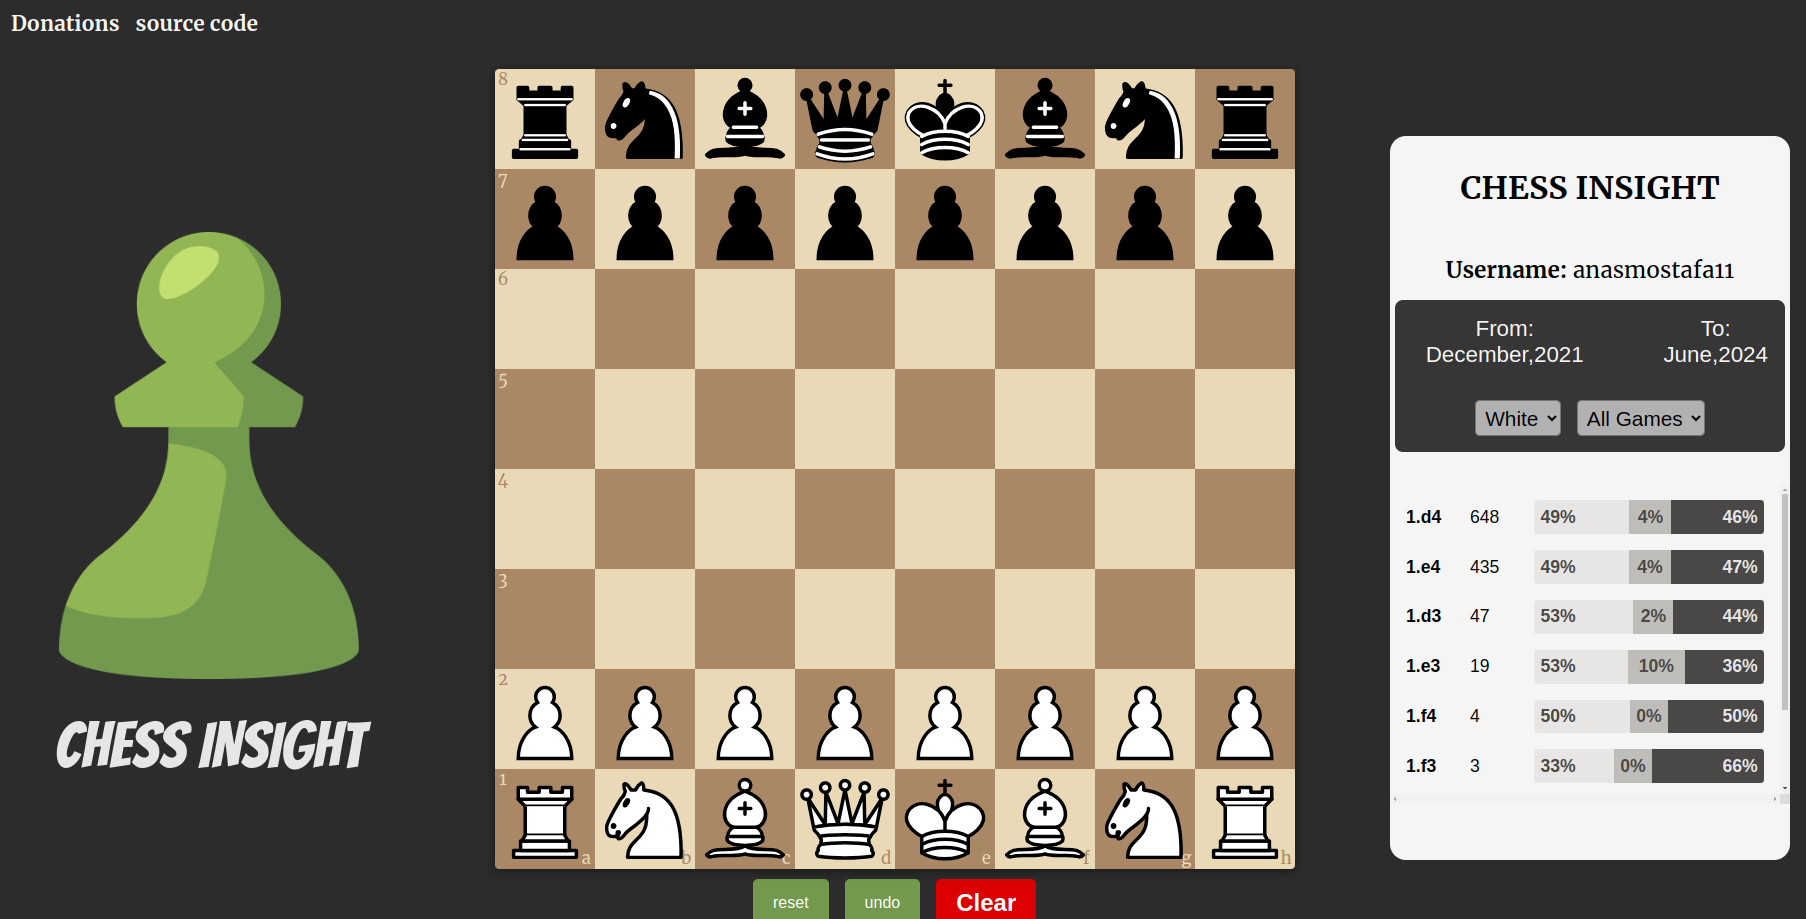 Donations source code
8
7
6
5
4
3
2
1
a b c d e f g h
CHESS INSIGHT
reset undo Clear
CHESS INSIGHT
Username: anasmostafa11
From: To:
December,2021 June,2024
White All Games
1.d4 648 49% 4% 46%
1.e4 435 49% 4% 47%
1.d3 47 53% 2% 44%
1.e3 19 53% 10% 36%
1.f4 4 50% 0% 50%
1.f3 3 33% 0% 66%